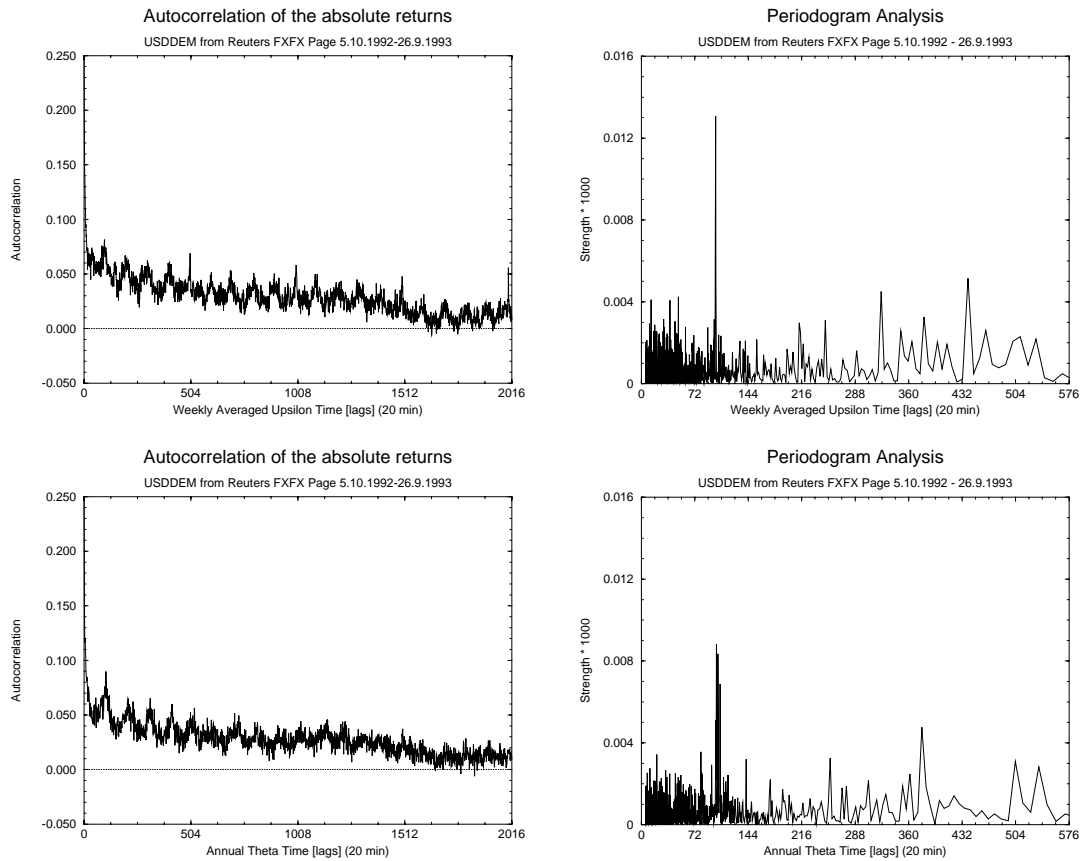 Autocorrelation of the absolute returns
USDDEM from Reuters FXFX Page 5.10.1992-26.9.1993
0.250
0.200
0.150
0.100
0.050
0.000
-0.050
Autocorrelation
0 504 1008 1512 2016
Weekly Averaged Upsilon Time [lags] (20 min)
Periodogram Analysis
USDDEM from Reuters FXFX Page 5.10.1992 - 26.9.1993
0.016
0.012
0.008
0.004
0
Strength * 1000
0 72 144 216 288 360 432 504 576
Weekly Averaged Upsilon Time [lags] (20 min)
Autocorrelation of the absolute returns
USDDEM from Reuters FXFX Page 5.10.1992-26.9.1993
0.250
0.200
0.150
0.100
0.050
0.000
-0.050
Autocorrelation
0 504 1008 1512 2016
Annual Theta Time [lags] (20 min)
Periodogram Analysis
USDDEM from Reuters FXFX Page 5.10.1992 - 26.9.1993
0.016
0.012
0.008
0.004
0
Strength * 1000
0 72 144 216 288 360 432 504 576
Annual Theta Time [lags] (20 min)